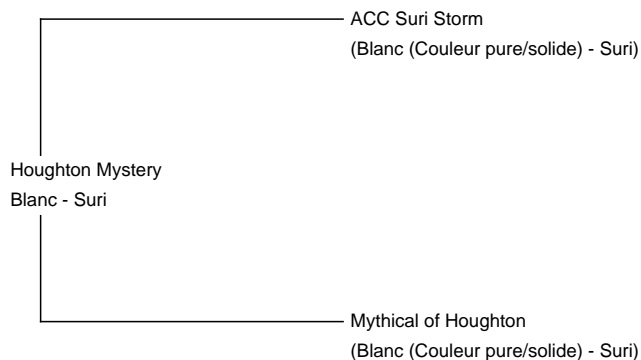 ACC Suri Storm
(Blanc (Couleur pure/solide) - Suri)
Houghton Mystery
Blanc - Suri
Mythical of Houghton
(Blanc (Couleur pure/solide) - Suri)